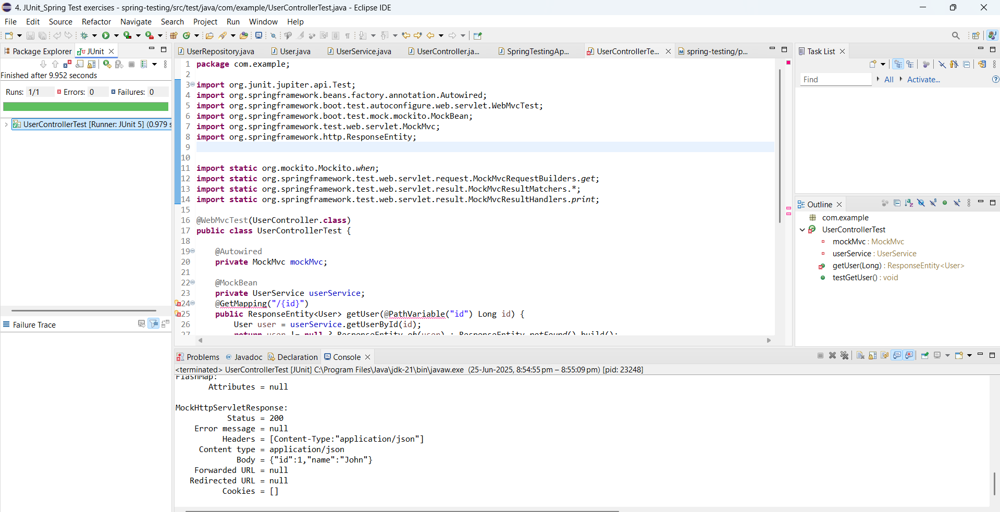 4. JUnit_Spring Test exercises - spring-testing/src/test/java/com/example/UserControllerTest.java - Eclipse IDE
File Edit Source Refactor Navigate Search Project Run Window Help
Package Explorer JUnit
Finished after 9.952 seconds
Runs: 1/1 Errors: 0 Failures: 0
UserControllerTest [Runner: JUnit 5] (0.979 s
Failure Trace
UserRepository.java User.java UserService.java UserController.ja... SpringTestingAp... UserControllerTe... spring-testing/p...
1 package com.example;
2
3 import org.junit.jupiter.api.Test;
4 import org.springframework.beans.factory.annotation.Autowired;
5 import org.springframework.boot.test.autoconfigure.web.servlet.WebMvcTest;
6 import org.springframework.boot.test.mock.mockito.MockBean;
7 import org.springframework.test.web.servlet.MockMvc;
8 import org.springframework.http.ResponseEntity;
9
10
11 import static org.mockito.Mockito.when;
12 import static org.springframework.test.web.servlet.request.MockMvcRequestBuilders.get;
13 import static org.springframework.test.web.servlet.result.MockMvcResultMatchers.*;
14 import static org.springframework.test.web.servlet.result.MockMvcResultHandlers.print;
15
16 @WebMvcTest(UserController.class)
17 public class UserControllerTest {
18
19 @Autowired
20 private MockMvc mockMvc;
21
22 @MockBean
23 private UserService userService;
24 @GetMapping("/{id}")
25 public ResponseEntity<User> getUser(@PathVariable("id") Long id) {
26 User user = userService.getUserById(id);
27 return user != null ? ResponseEntity.ok(user) : ResponseEntity.notFound().build();
Task List
Find All Activate...
Outline
com.example
UserControllerTest
mockMvc : MockMvc
userService : UserService
getUser(Long) : ResponseEntity<User>
testGetUser() : void
Problems Javadoc Declaration Console
<terminated> UserControllerTest [JUnit] C:\Program Files\Java\jdk-21\bin\javaw.exe (25-Jun-2025, 8:54:55 pm – 8:55:09 pm) [pid: 23248]
FlashMap:
Attributes = null
MockHttpServletResponse:
Status = 200
Error message = null
Headers = [Content-Type:"application/json"]
Content type = application/json
Body = {"id":1,"name":"John"}
Forwarded URL = null
Redirected URL = null
Cookies = []